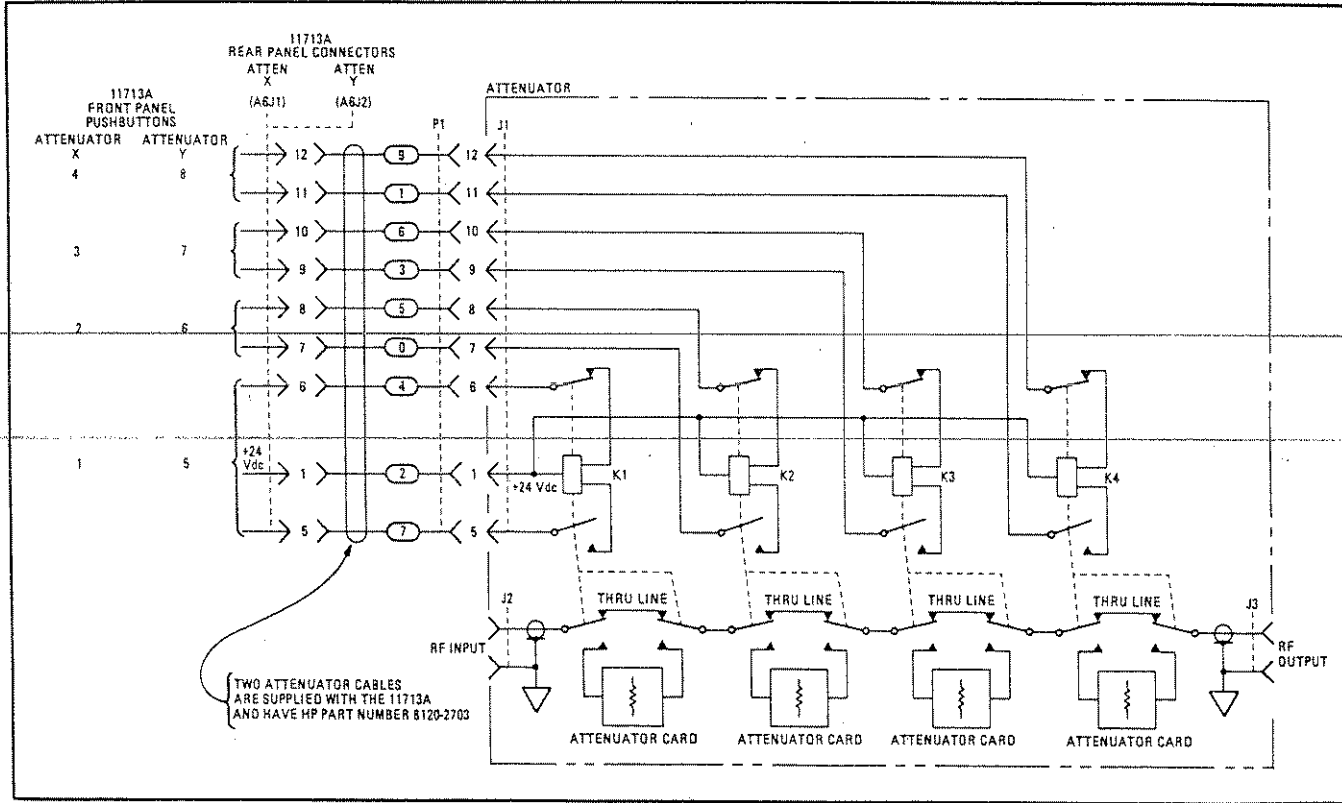 11713A
REAR PANEL CONNECTORS
ATTEN X
ATTEN Y
(A6J1)
(A6J2)
11713A
FRONT PANEL
PUSHBUTTONS
ATTENUATOR X
ATTENUATOR Y
ATTENUATOR
P1
J1
4 8
12 9 12
11 1 11
3 7
10 6 10
9 3 9
2 6
8 5 8
7 0 7
1 5
6 4 6
+24 Vdc
1 2 1
+24 Vdc
5 7 5
K1
K2
K3
K4
J2
THRU LINE
THRU LINE
THRU LINE
THRU LINE
J3
RF INPUT
RF OUTPUT
TWO ATTENUATOR CABLES
ARE SUPPLIED WITH THE 11713A
AND HAVE HP PART NUMBER 8120-2703
ATTENUATOR CARD
ATTENUATOR CARD
ATTENUATOR CARD
ATTENUATOR CARD